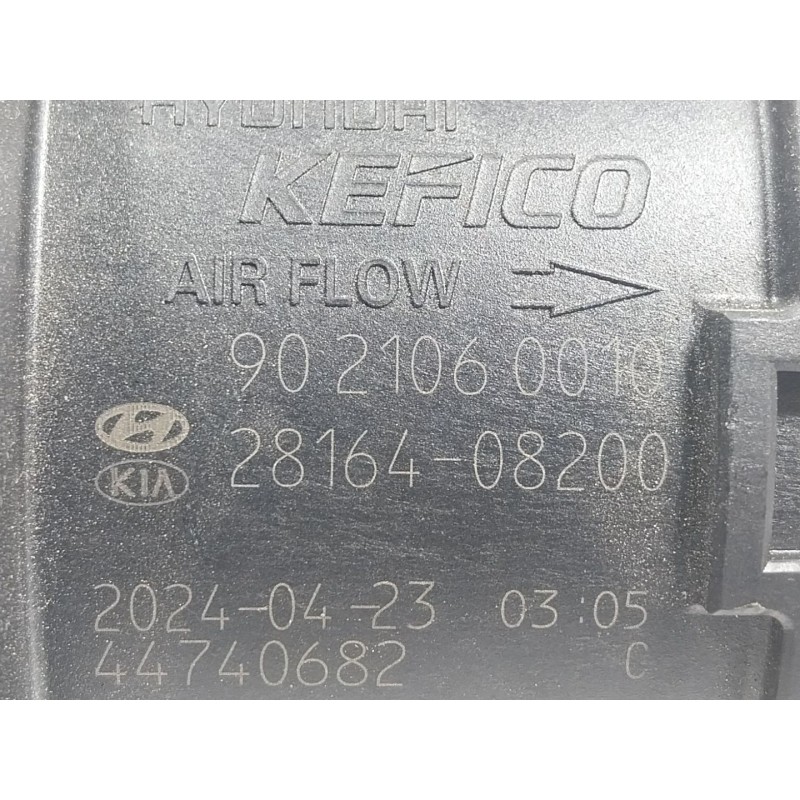 HYUNDAI
KEFICO
AIR FLOW
90 2106 0010
28164-08200
KIA
2024-04-23 03:05
44740682 C